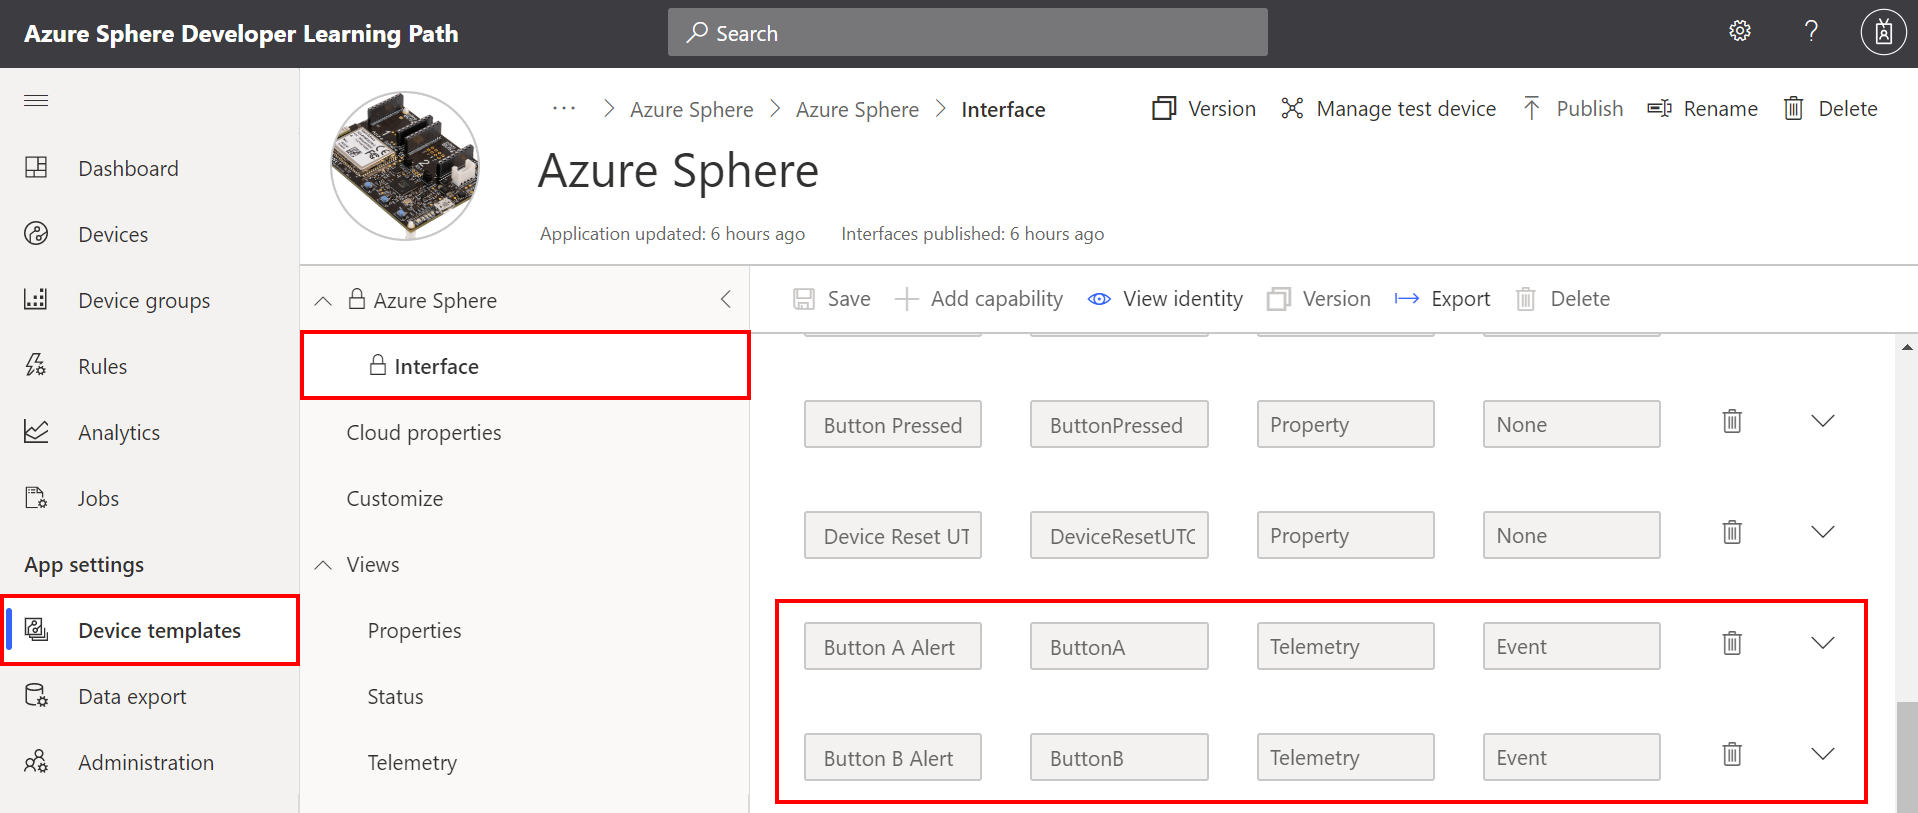 Azure Sphere Developer Learning Path
Search
?
Dashboard
Devices
Device groups
Rules
Analytics
Jobs
App settings
Device templates
Data export
Administration
... > Azure Sphere > Azure Sphere > Interface
Version
Manage test device
Publish
Rename
Delete
Azure Sphere
Application updated: 6 hours ago
Interfaces published: 6 hours ago
Azure Sphere
Interface
Cloud properties
Customize
Views
Properties
Status
Telemetry
Save
Add capability
View identity
Version
Export
Delete
Button Pressed ButtonPressed Property None
Device Reset UT DeviceResetUTC Property None
Button A Alert ButtonA Telemetry Event
Button B Alert ButtonB Telemetry Event